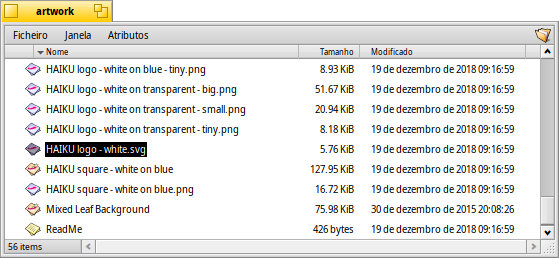 artwork
Ficheiro Janela Atributos
Nome Tamanho Modificado
HAIKU logo - white on blue - tiny.png 8.93 KiB 19 de dezembro de 2018 09:16:59
HAIKU logo - white on transparent - big.png 51.67 KiB 19 de dezembro de 2018 09:16:59
HAIKU logo - white on transparent - small.png 20.94 KiB 19 de dezembro de 2018 09:16:59
HAIKU logo - white on transparent - tiny.png 8.18 KiB 19 de dezembro de 2018 09:16:59
HAIKU logo - white.svg 5.76 KiB 19 de dezembro de 2018 09:16:59
HAIKU square - white on blue 127.95 KiB 19 de dezembro de 2018 09:16:59
HAIKU square - white on blue.png 16.72 KiB 19 de dezembro de 2018 09:16:59
Mixed Leaf Background 75.98 KiB 30 de dezembro de 2015 20:08:26
ReadMe 426 bytes 19 de dezembro de 2018 09:16:59
56 items